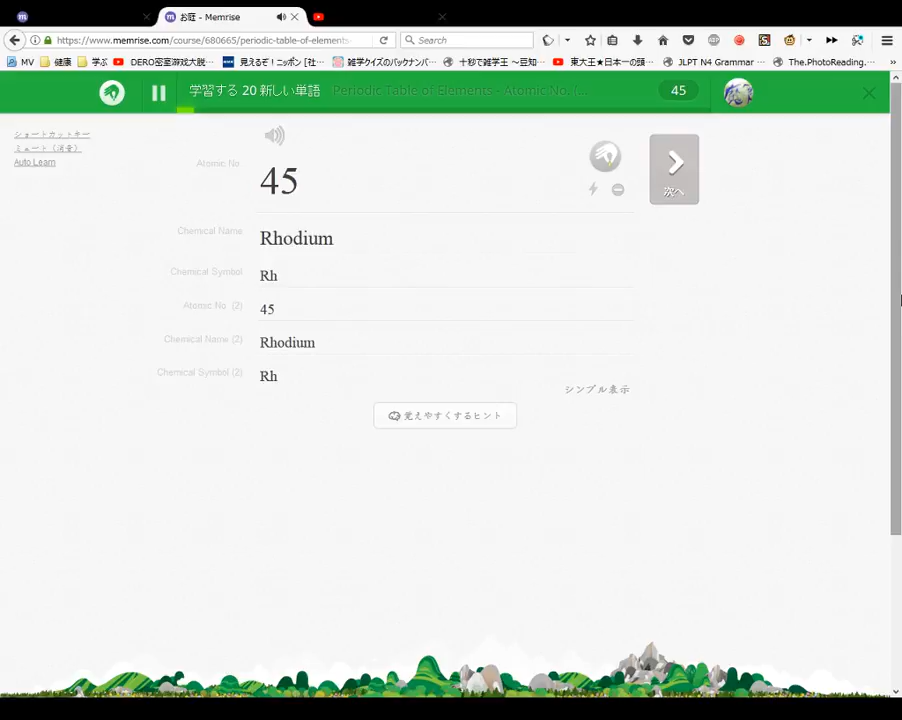 お庭 - Memrise
https://www.memrise.com/course/680665/periodic-table-of-elements-
Search
MV
健康
学ぶ
DERO密室游戏大脱…
見えるぞ！ニッポン [社…
雑学クイズのバックナンバ…
十秒で雑学王 ～豆知…
東大王★日本一の頭…
JLPT N4 Grammar …
The.PhotoReading.…
学習する 20 新しい単語 Periodic Table of Elements - Atomic No. (...
45
ショートカットキー
ミュート（消音）
Auto Learn
Atomic No
45
次へ
Chemical Name
Rhodium
Chemical Symbol
Rh
Atomic No. (2)
45
Chemical Name (2)
Rhodium
Chemical Symbol (2)
Rh
シンプル表示
覚えやすくするヒント